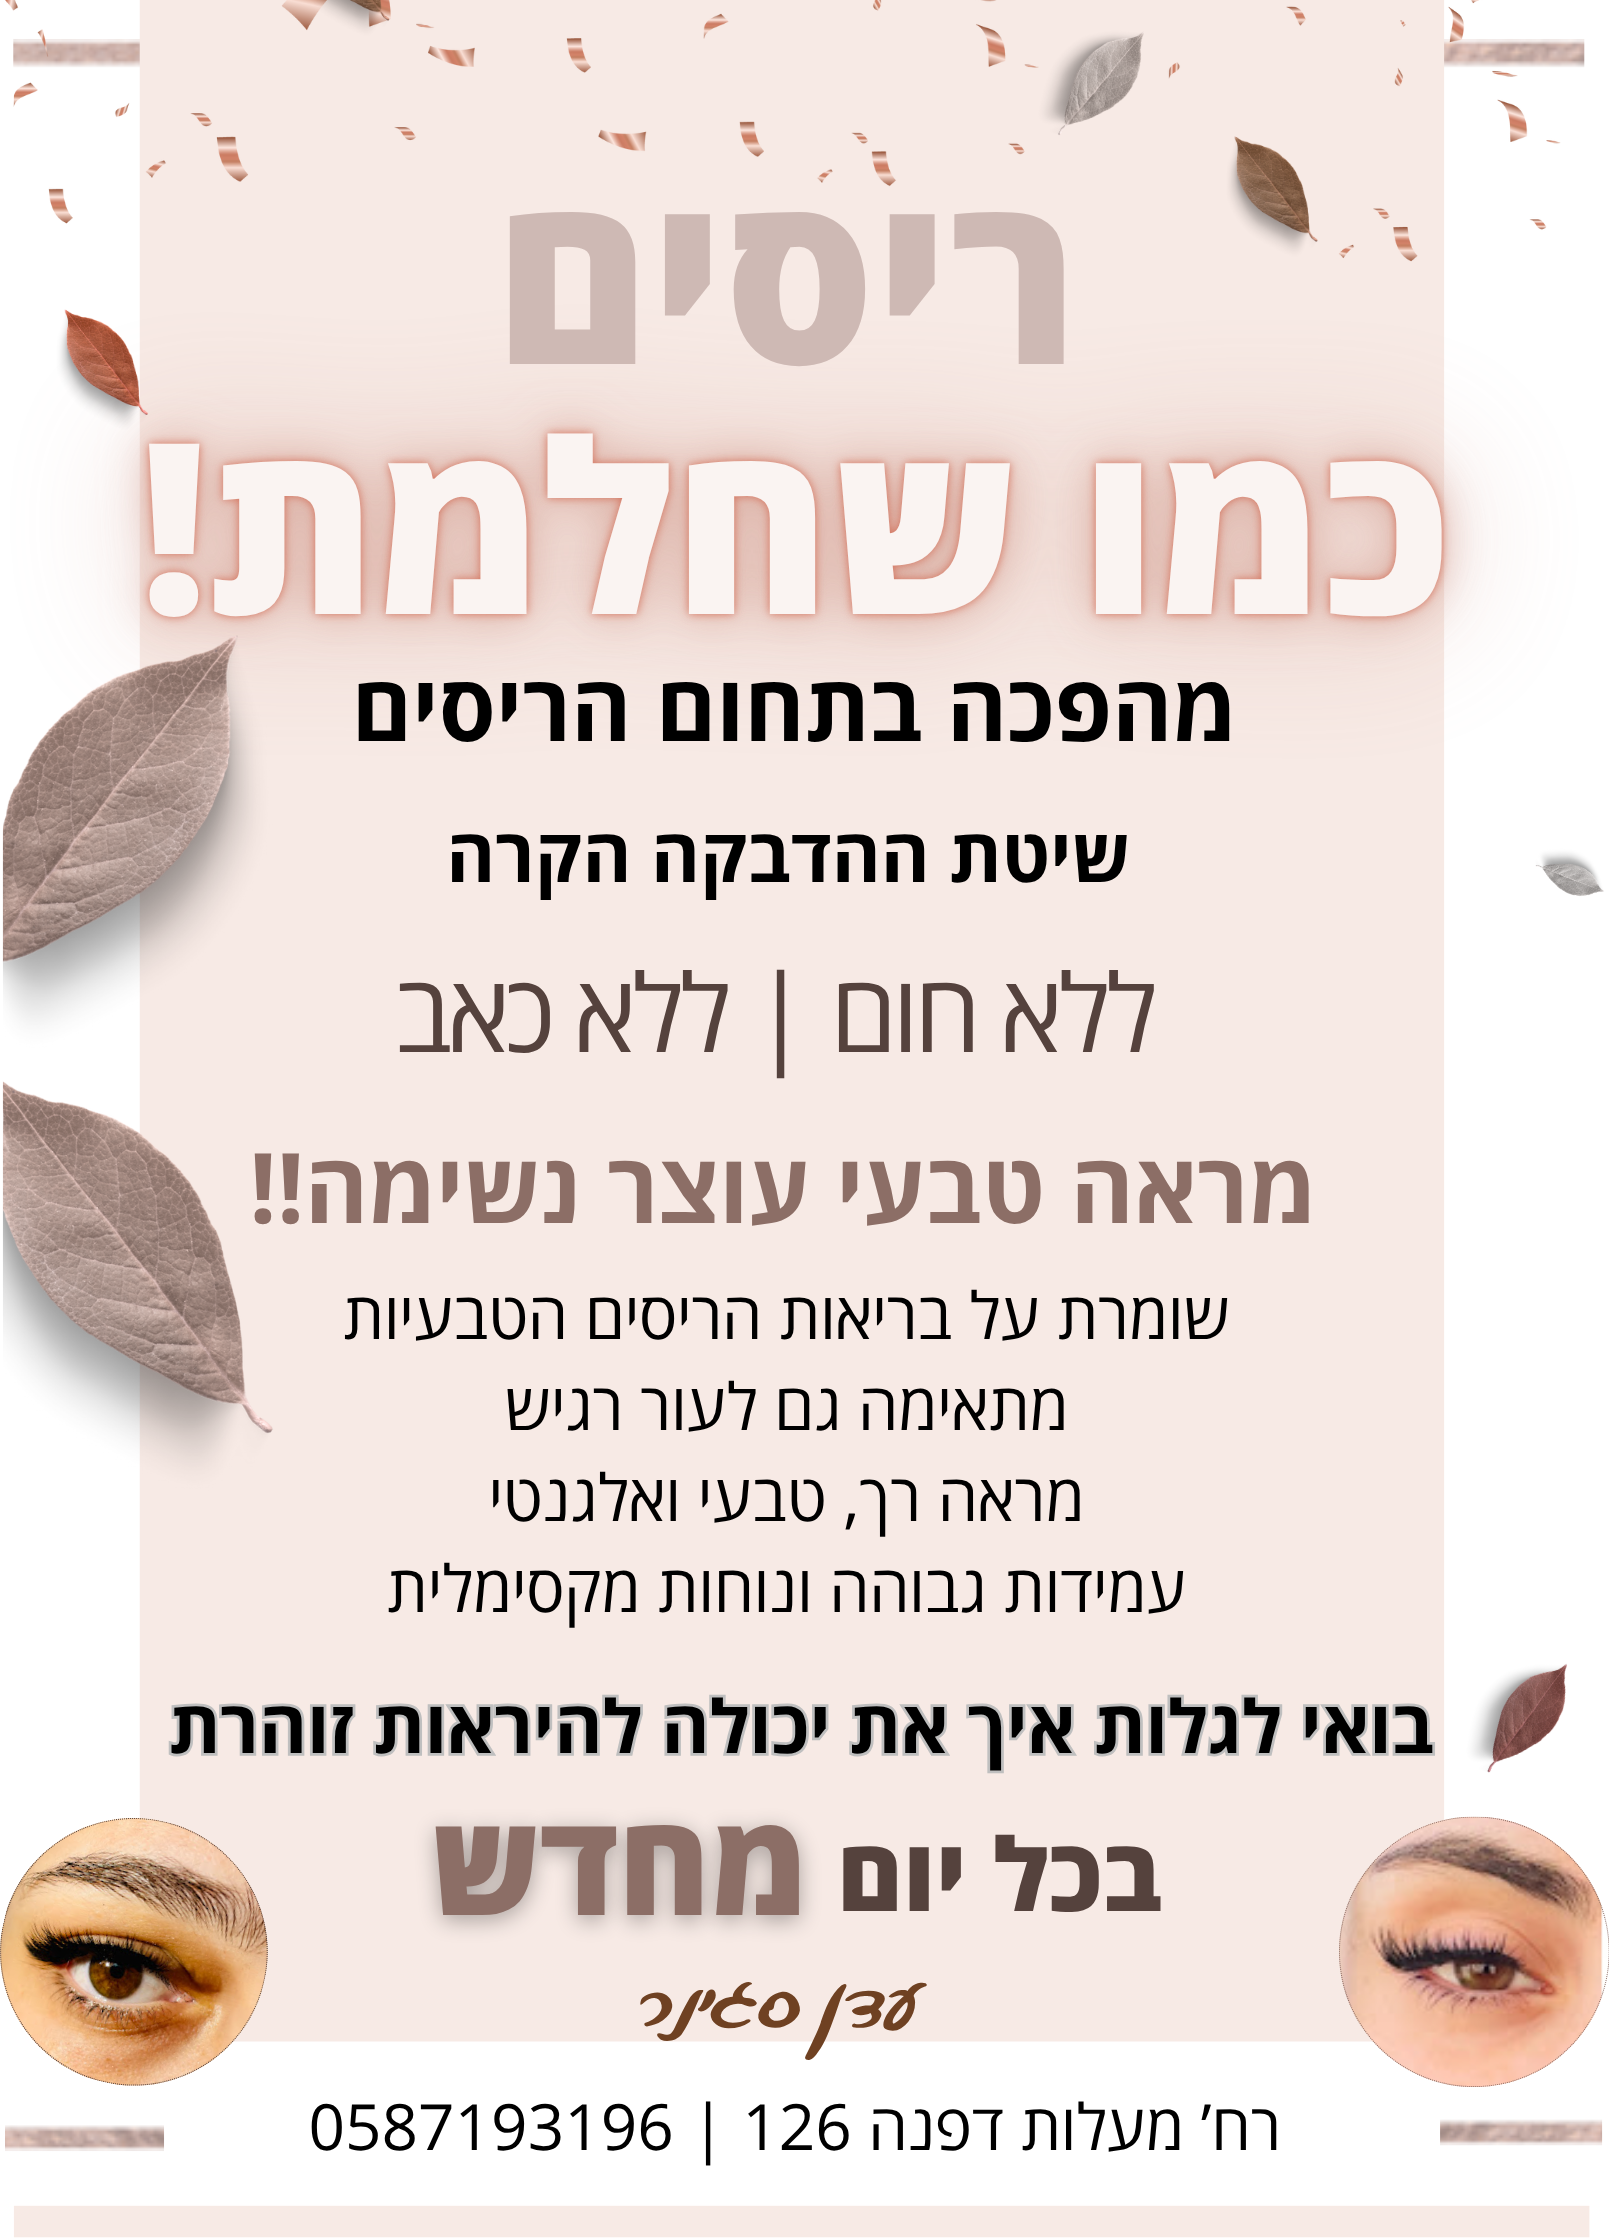 ריסים
כמו שחלמת!
מהפכה בתחום הריסים
שיטת ההדבקה הקרה
ללא חום | ללא כאב
מראה טבעי עוצר נשימה!!
שומרת על בריאות הריסים הטבעיות
מתאימה גם לעור רגיש
מראה רך, טבעי ואלגנטי
עמידות גבוהה ונוחות מקסימלית
בואי לגלות איך את יכולה להיראות זוהרת
בכל יום מחדש
עדן סגינר
רח׳ מעלות דפנה 126 | 0587193196